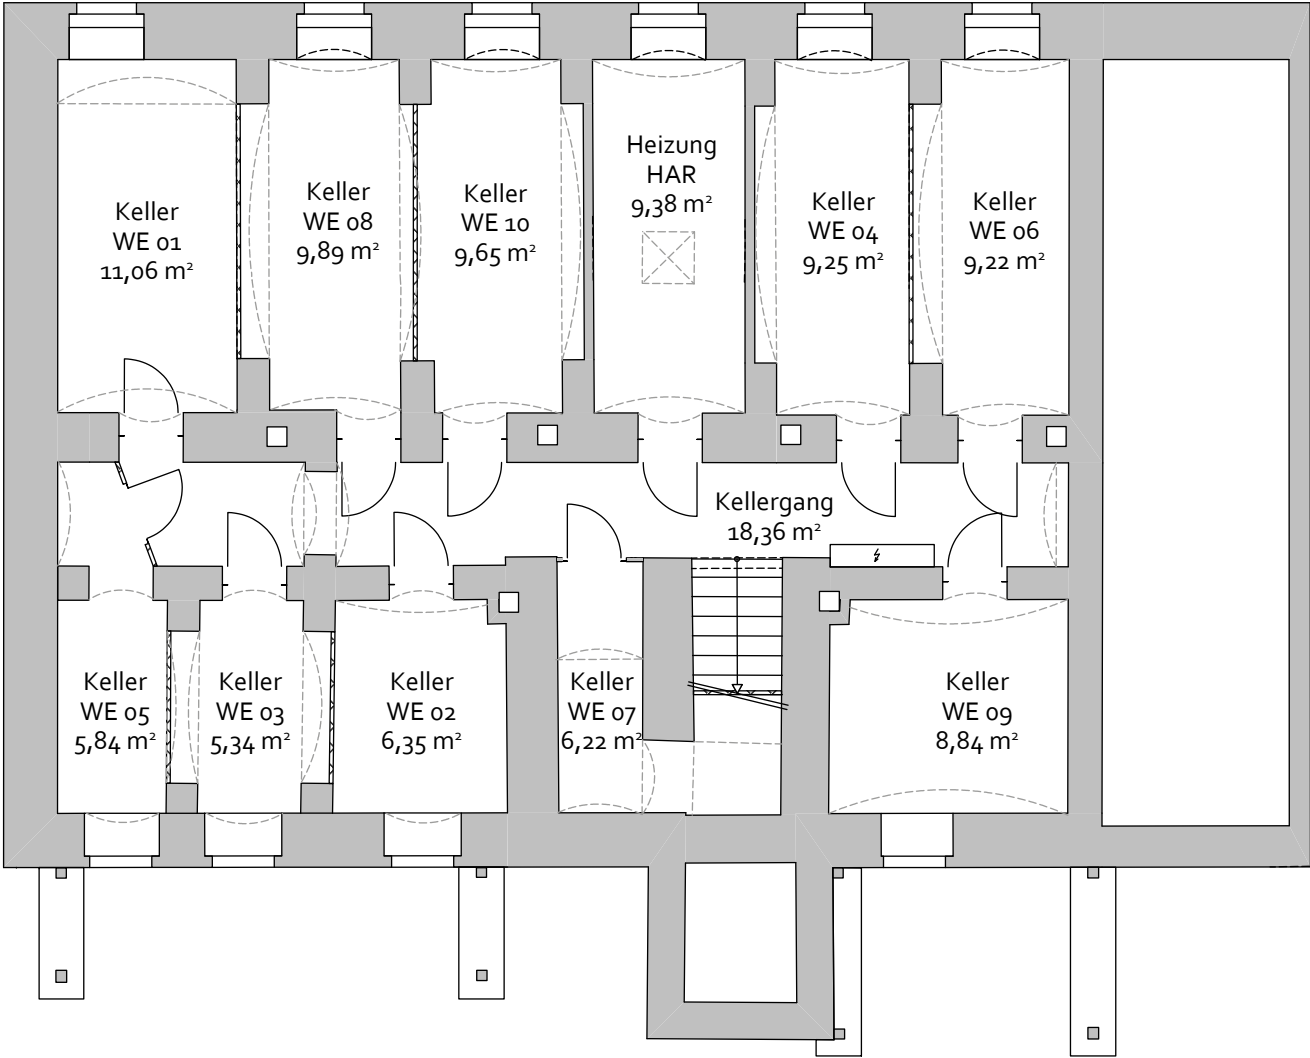 Keller
WE 01
11,06 m²
Keller
WE 08
9,89 m²
Keller
WE 10
9,65 m²
Heizung
HAR
9,38 m²
Keller
WE 04
9,25 m²
Keller
WE 06
9,22 m²
Kellergang
18,36 m²
Keller
WE 05
5,84 m²
Keller
WE 03
5,34 m²
Keller
WE 02
6,35 m²
Keller
WE 07
6,22 m²
Keller
WE 09
8,84 m²